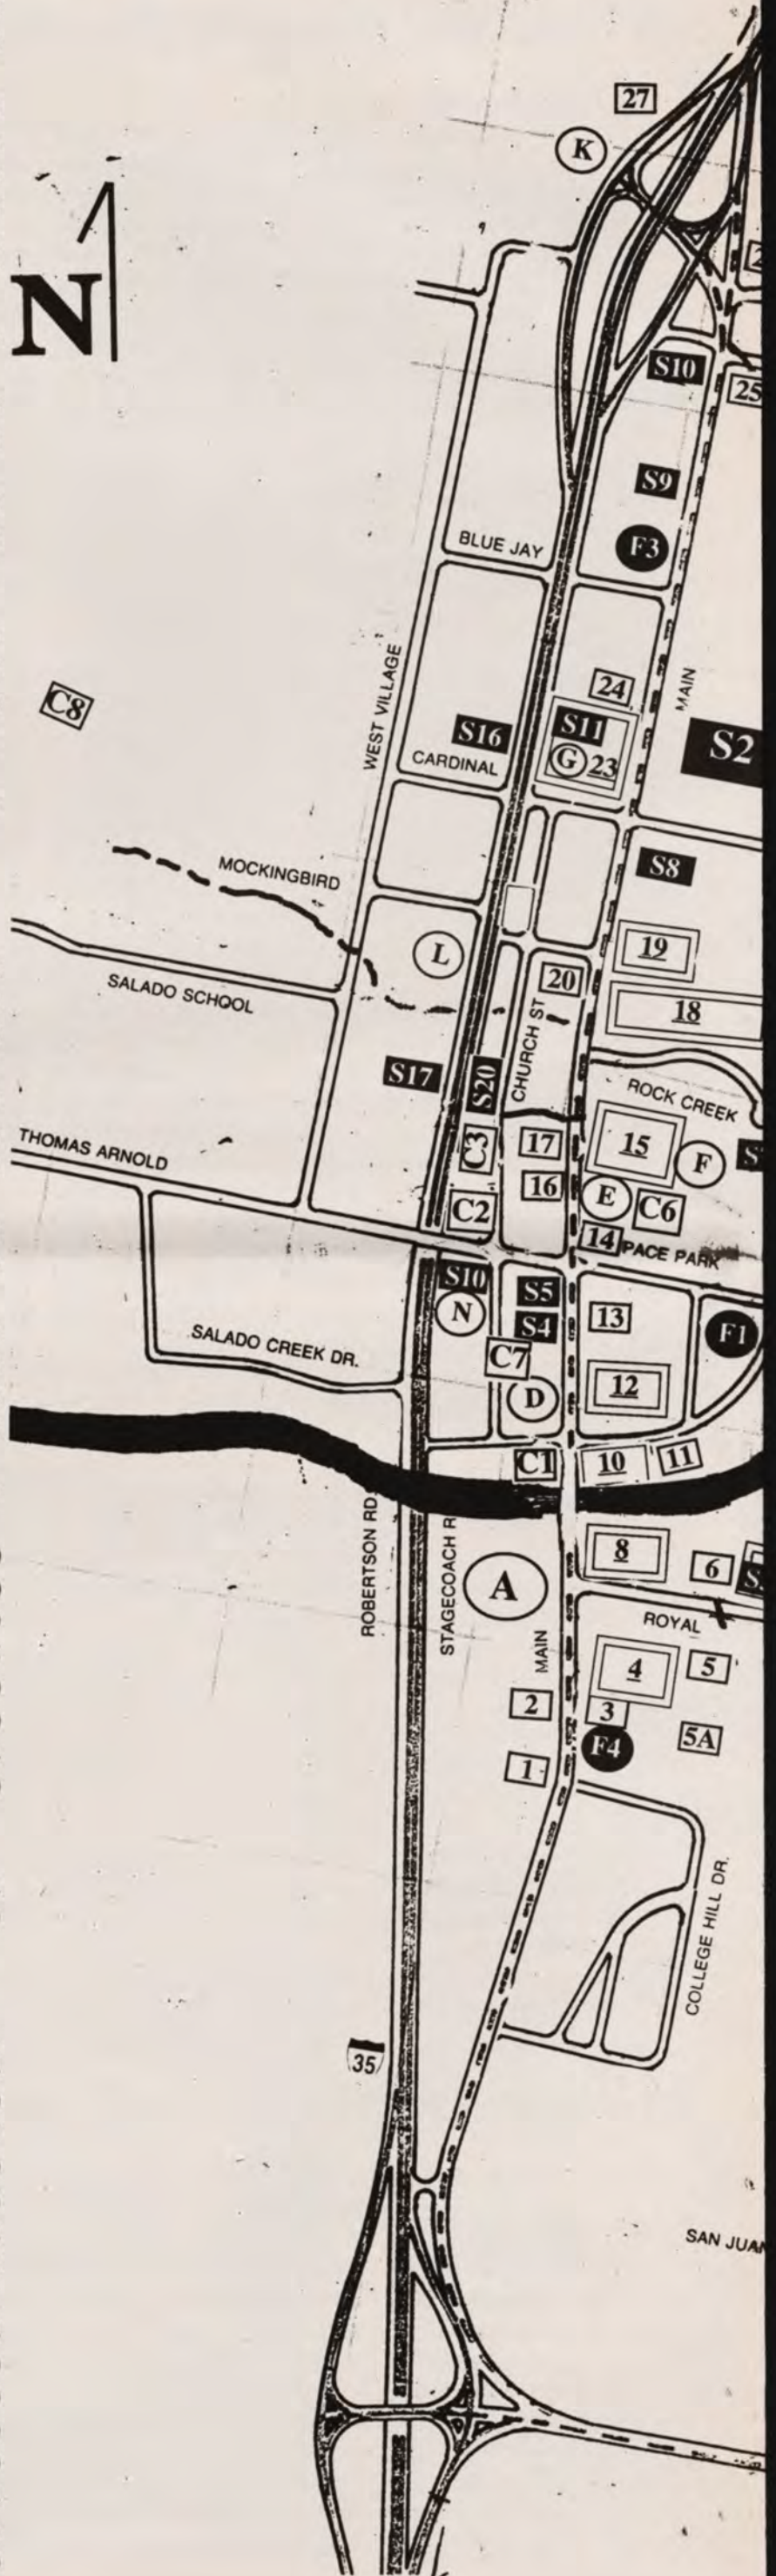 27
K
N
S10
25
S9
F3
BLUE JAY
24
MAIN
WEST VILLAGE
C8
S16
S11
S2
CARDINAL
G
23
MOCKINGBIRD
S8
L
19
20
SALADO SCHOOL
18
CHURCH ST
S17
S20
ROCK CREEK
THOMAS ARNOLD
C3
17
15
F
16
E
C6
C2
14
PACE PARK
S10
N
S5
S4
13
F1
SALADO CREEK DR.
C7
D
12
C1
10
11
ROBERTSON RD.
STAGECOACH R
8
6
A
ROYAL
MAIN
4
5
2
3
F4
5A
1
COLLEGE HILL DR.
35
SAN JUAN